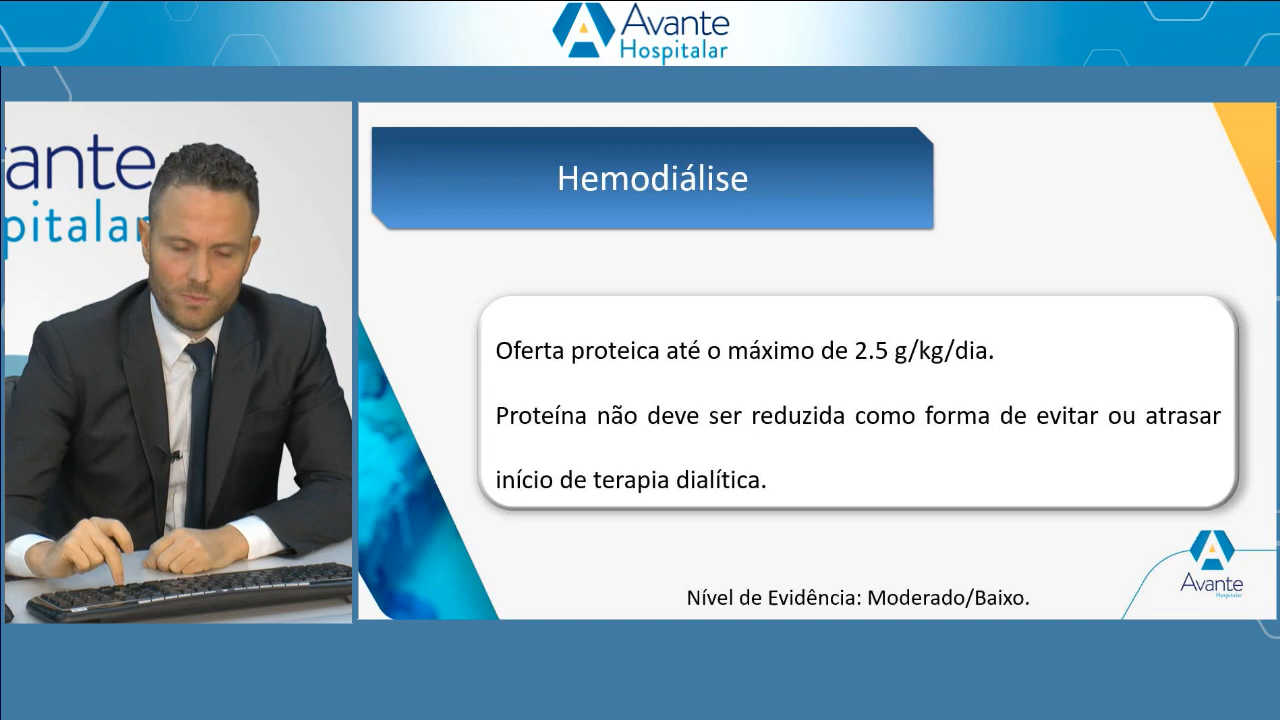 Avante
Hospitalar
vante
pitalar
Hemodiálise
Oferta proteica até o máximo de 2.5 g/kg/dia.
Proteína não deve ser reduzida como forma de evitar ou atrasar
início de terapia dialítica.
Nível de Evidência: Moderado/Baixo.
Avante
Hospitalar